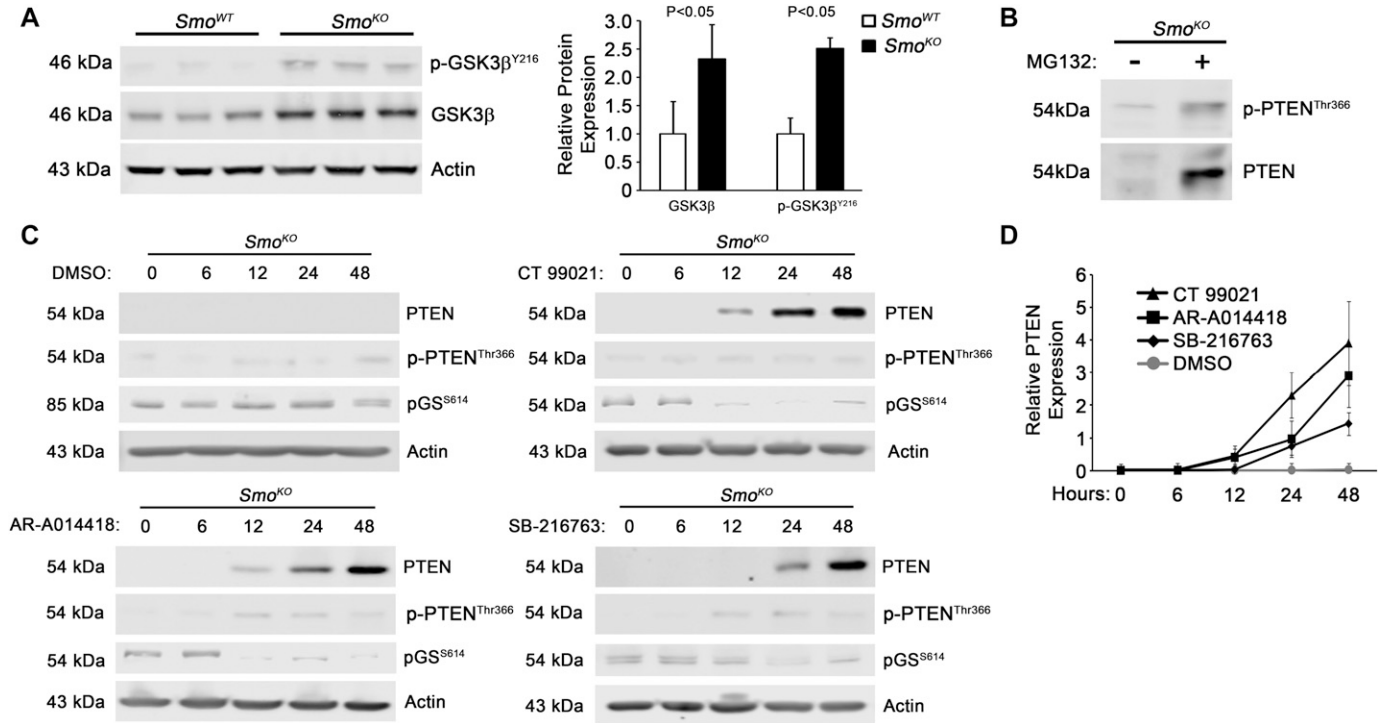 A
Smo^WT Smo^KO
46 kDa p-GSK3β^Y216
46 kDa GSK3β
43 kDa Actin
Relative Protein Expression
3.0
2.5
2.0
1.5
1.0
0.5
0
P<0.05 P<0.05
Smo^WT
Smo^KO
GSK3β p-GSK3β^Y216
B
Smo^KO
MG132: - +
54kDa p-PTEN^Thr366
54kDa PTEN
C
Smo^KO
DMSO: 0 6 12 24 48
54 kDa PTEN
54 kDa p-PTEN^Thr366
85 kDa pGS^S614
43 kDa Actin
Smo^KO
CT 99021: 0 6 12 24 48
54 kDa PTEN
54 kDa p-PTEN^Thr366
54 kDa pGS^S614
43 kDa Actin
Smo^KO
AR-A014418: 0 6 12 24 48
54 kDa PTEN
54 kDa p-PTEN^Thr366
54 kDa pGS^S614
43 kDa Actin
Smo^KO
SB-216763: 0 6 12 24 48
54 kDa PTEN
54 kDa p-PTEN^Thr366
54 kDa pGS^S614
43 kDa Actin
D
Relative PTEN Expression
6
5
4
3
2
1
0
CT 99021
AR-A014418
SB-216763
DMSO
Hours: 0 6 12 24 48